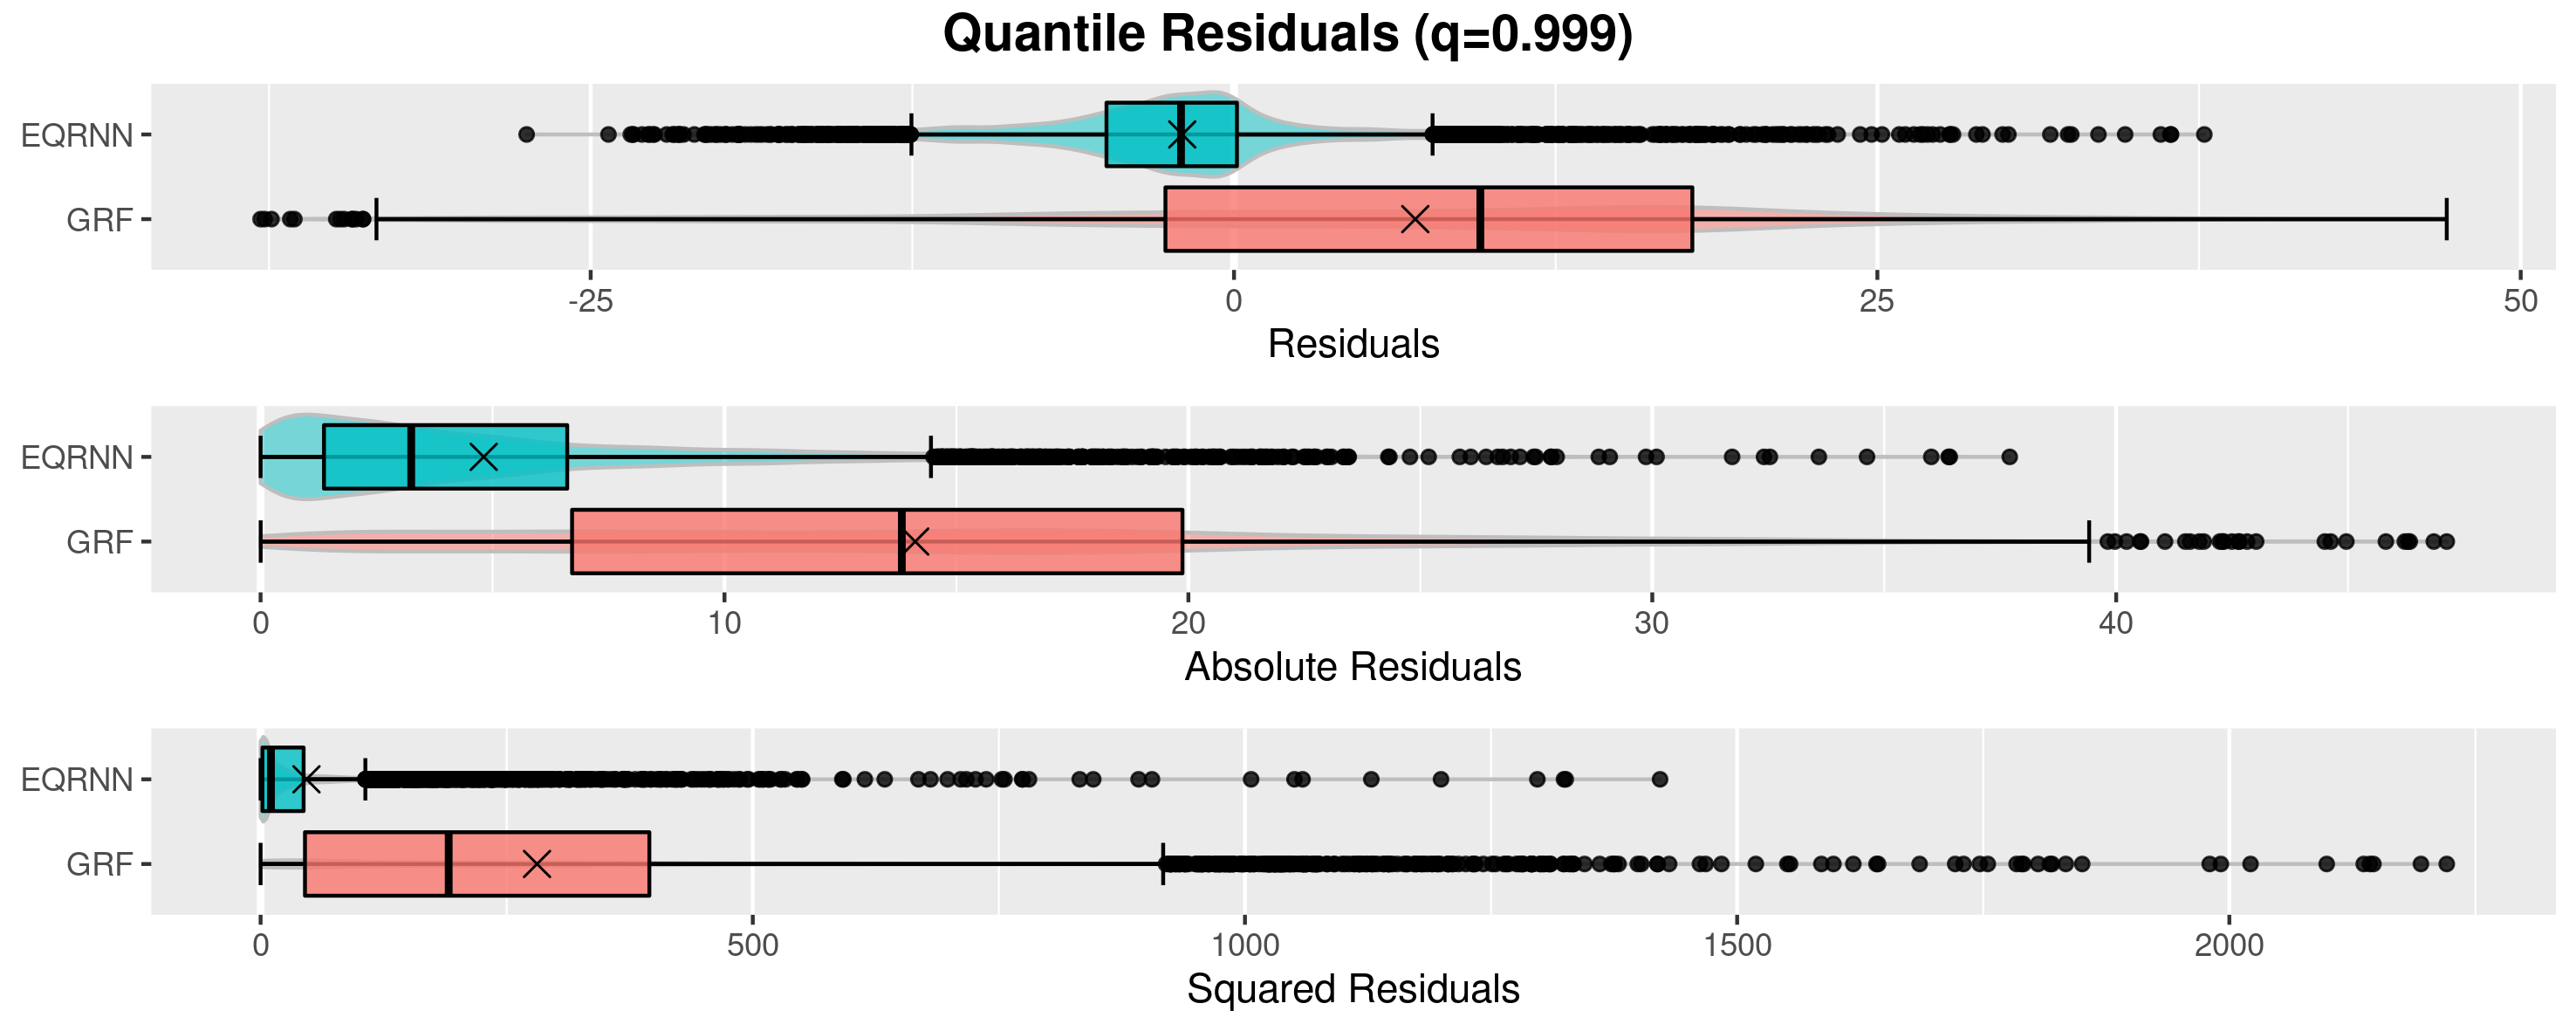 Quantile Residuals (q=0.999)
EQRNN
GRF
-25 0 25 50
Residuals
EQRNN
GRF
0 10 20 30 40
Absolute Residuals
EQRNN
GRF
0 500 1000 1500 2000
Squared Residuals